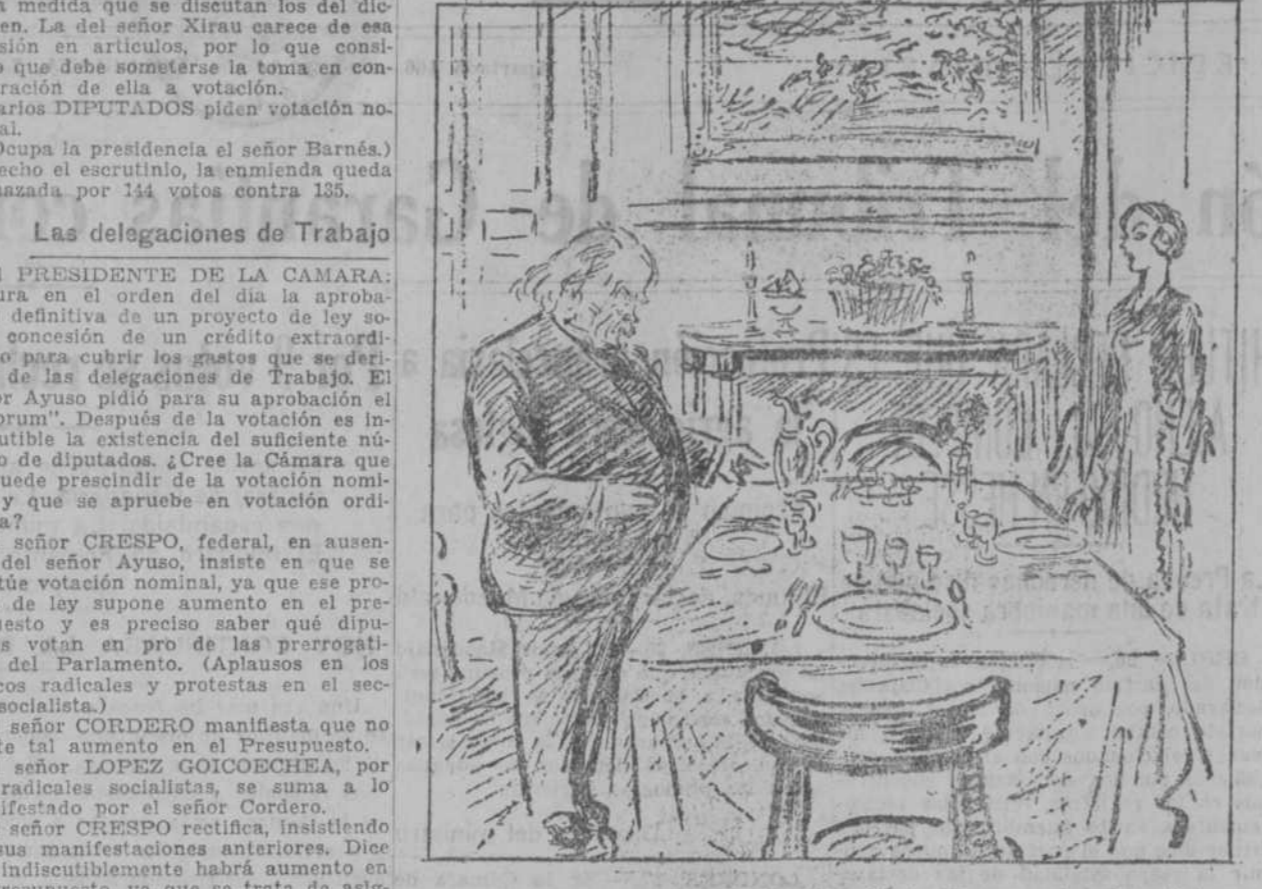 medida que se discutan los del dic-
en. La del señor Xirau carece de esa
sión en artículos, por lo que consi-
o que debe someterse la toma en con-
ración de ella a votación.
arios DIPUTADOS piden votación no-
al.
Ocupa la presidencia el señor Barnés.)
echo el escrutinio, la enmienda queda
hazada por 144 votos contra 135.
Las delegaciones de Trabajo
PRESIDENTE DE LA CAMARA:
ura en el orden del día la aproba-
definitiva de un proyecto de ley so-
concesión de un crédito extraordi-
o para cubrir los gastos que se deri-
de las delegaciones de Trabajo. El
or Ayuso pidió para su aprobación el
orum". Después de la votación es in-
utible la existencia del suficiente nú-
o de diputados. ¿Cree la Cámara que
uede prescindir de la votación nomi-
y que se apruebe en votación ordi-
a?
señor CRESPO, federal, en ausen-
del señor Ayuso, insiste en que se
túe votación nominal, ya que ese pro-
de ley supone aumento en el pre-
uesto y es preciso saber qué dipu-
s votan en pro de las prerrogati-
del Parlamento. (Aplausos en los
cos radicales y protestas en el sec-
socialista.)
señor CORDERO manifiesta que no
te tal aumento en el Presupuesto.
señor LOPEZ GOICOECHEA, por
radicales socialistas, se suma a lo
ifestado por el señor Cordero.
señor CRESPO rectifica, insistiendo
sus manifestaciones anteriores. Dice
indiscutiblemente habrá aumento en
resupuesto, ya que se trata de asig-